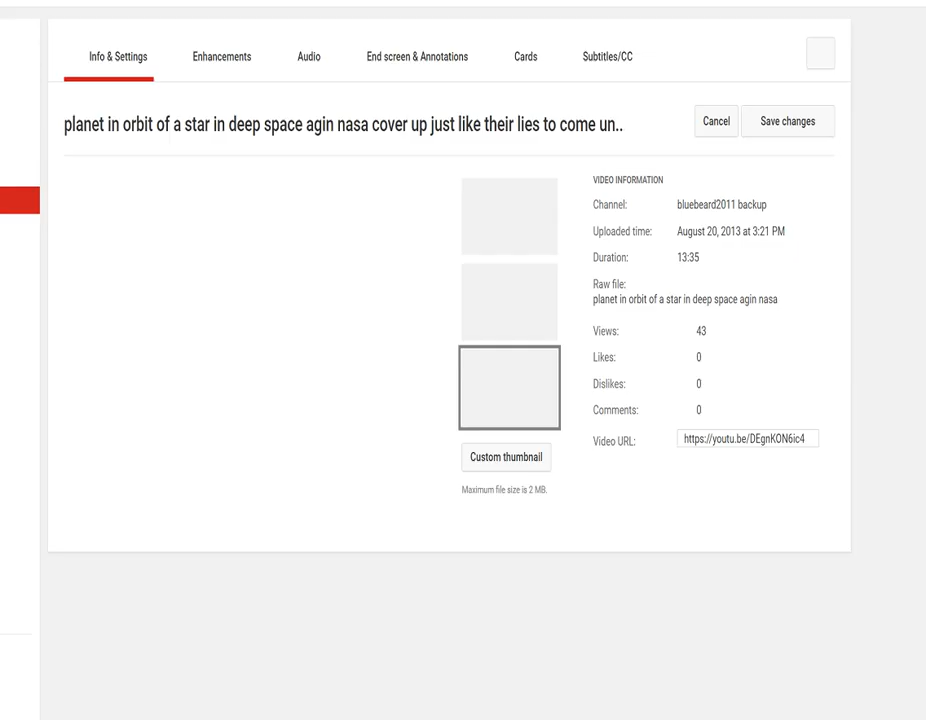 Info & Settings
Enhancements
Audio
End screen & Annotations
Cards
Subtitles/CC
planet in orbit of a star in deep space agin nasa cover up just like their lies to come un..
Cancel
Save changes
VIDEO INFORMATION
Channel: bluebeard2011 backup
Uploaded time: August 20, 2013 at 3:21 PM
Duration: 13:35
Raw file:
planet in orbit of a star in deep space agin nasa
Views: 43
Likes: 0
Dislikes: 0
Comments: 0
Video URL: https://youtu.be/DEgnKON6ic4
Custom thumbnail
Maximum file size is 2 MB.